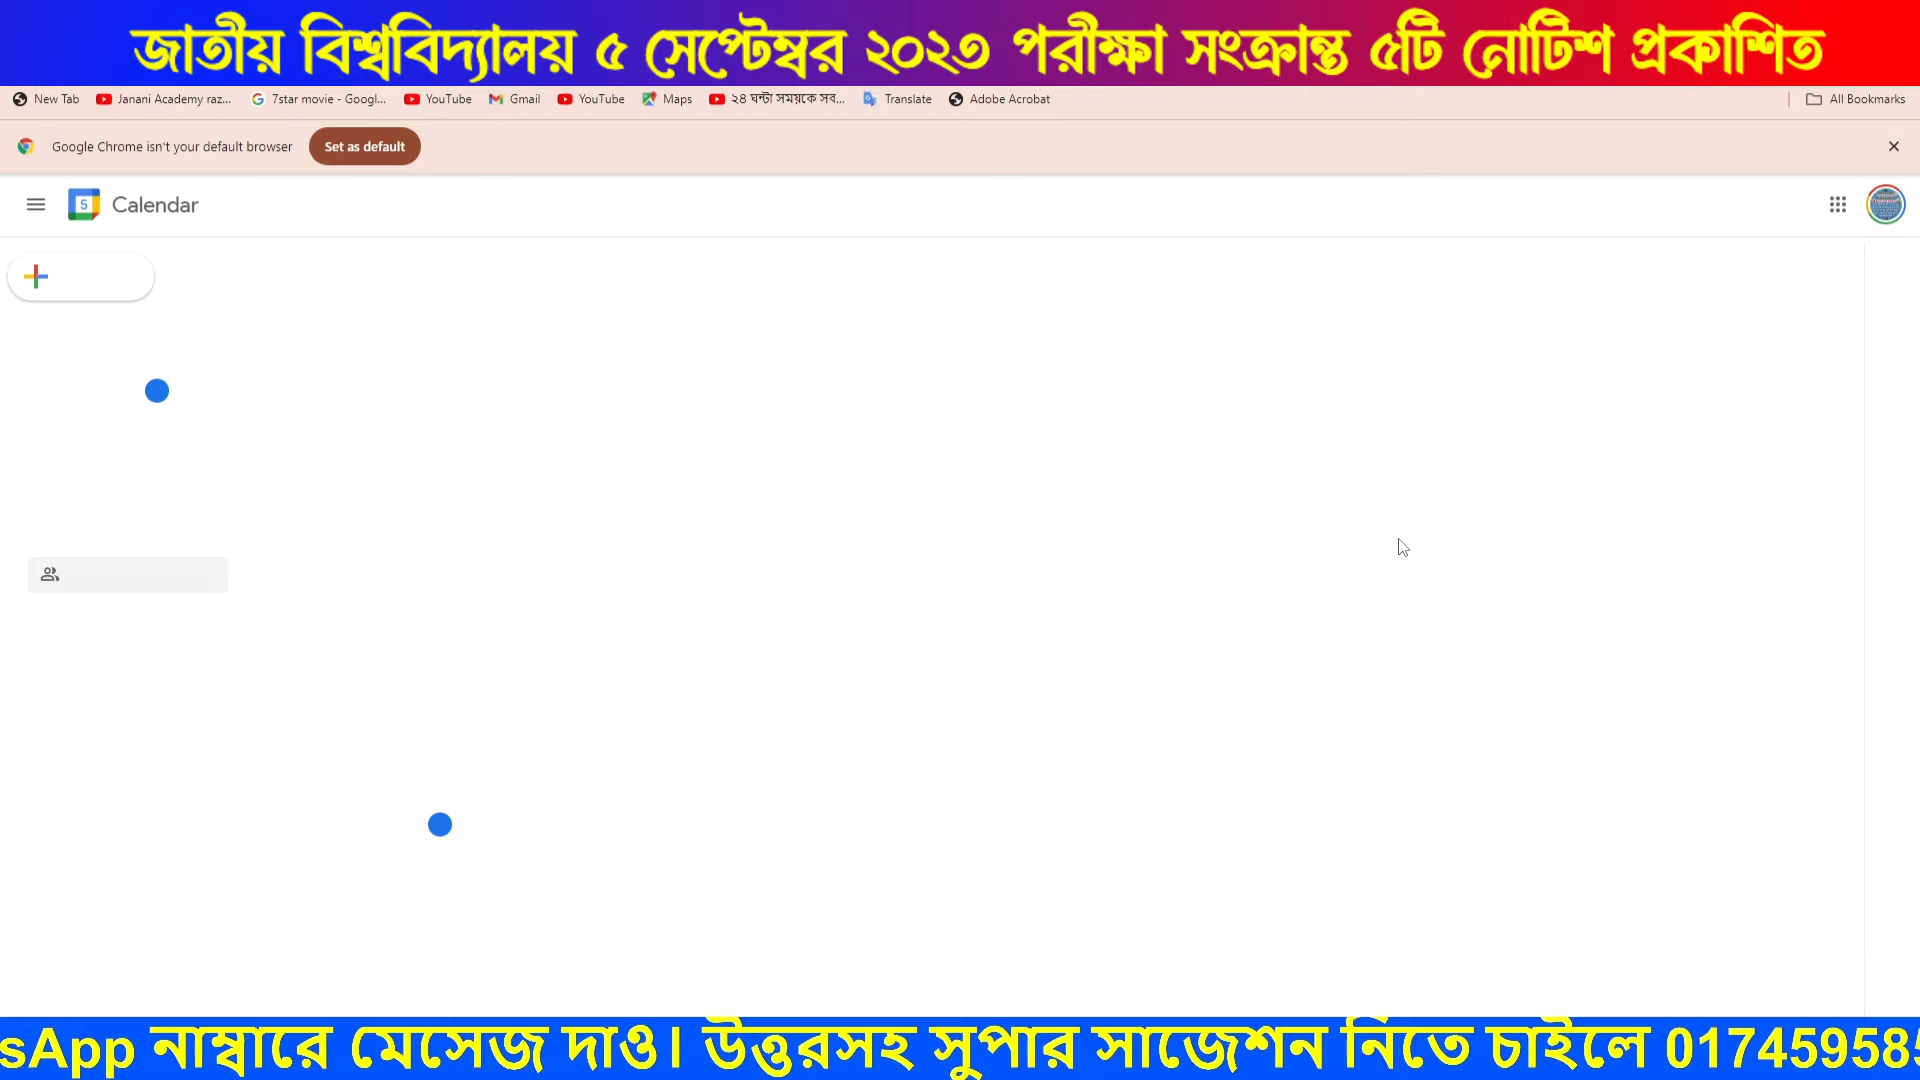 জাতীয় বিশ্ববিদ্যালয় ৫ সেপ্টেম্বর ২০২৩ পরীক্ষা সংক্রান্ত ৫টি নোটিশ প্রকাশিত
New Tab Janani Academy raz... 7star movie - Googl... YouTube Gmail YouTube Maps ২৪ ঘন্টা সময়কে সব... Translate Adobe Acrobat All Bookmarks
Google Chrome isn't your default browser Set as default
5 Calendar
sApp নাম্বারে মেসেজ দাও। উত্তরসহ সুপার সাজেশন নিতে চাইলে 01745958